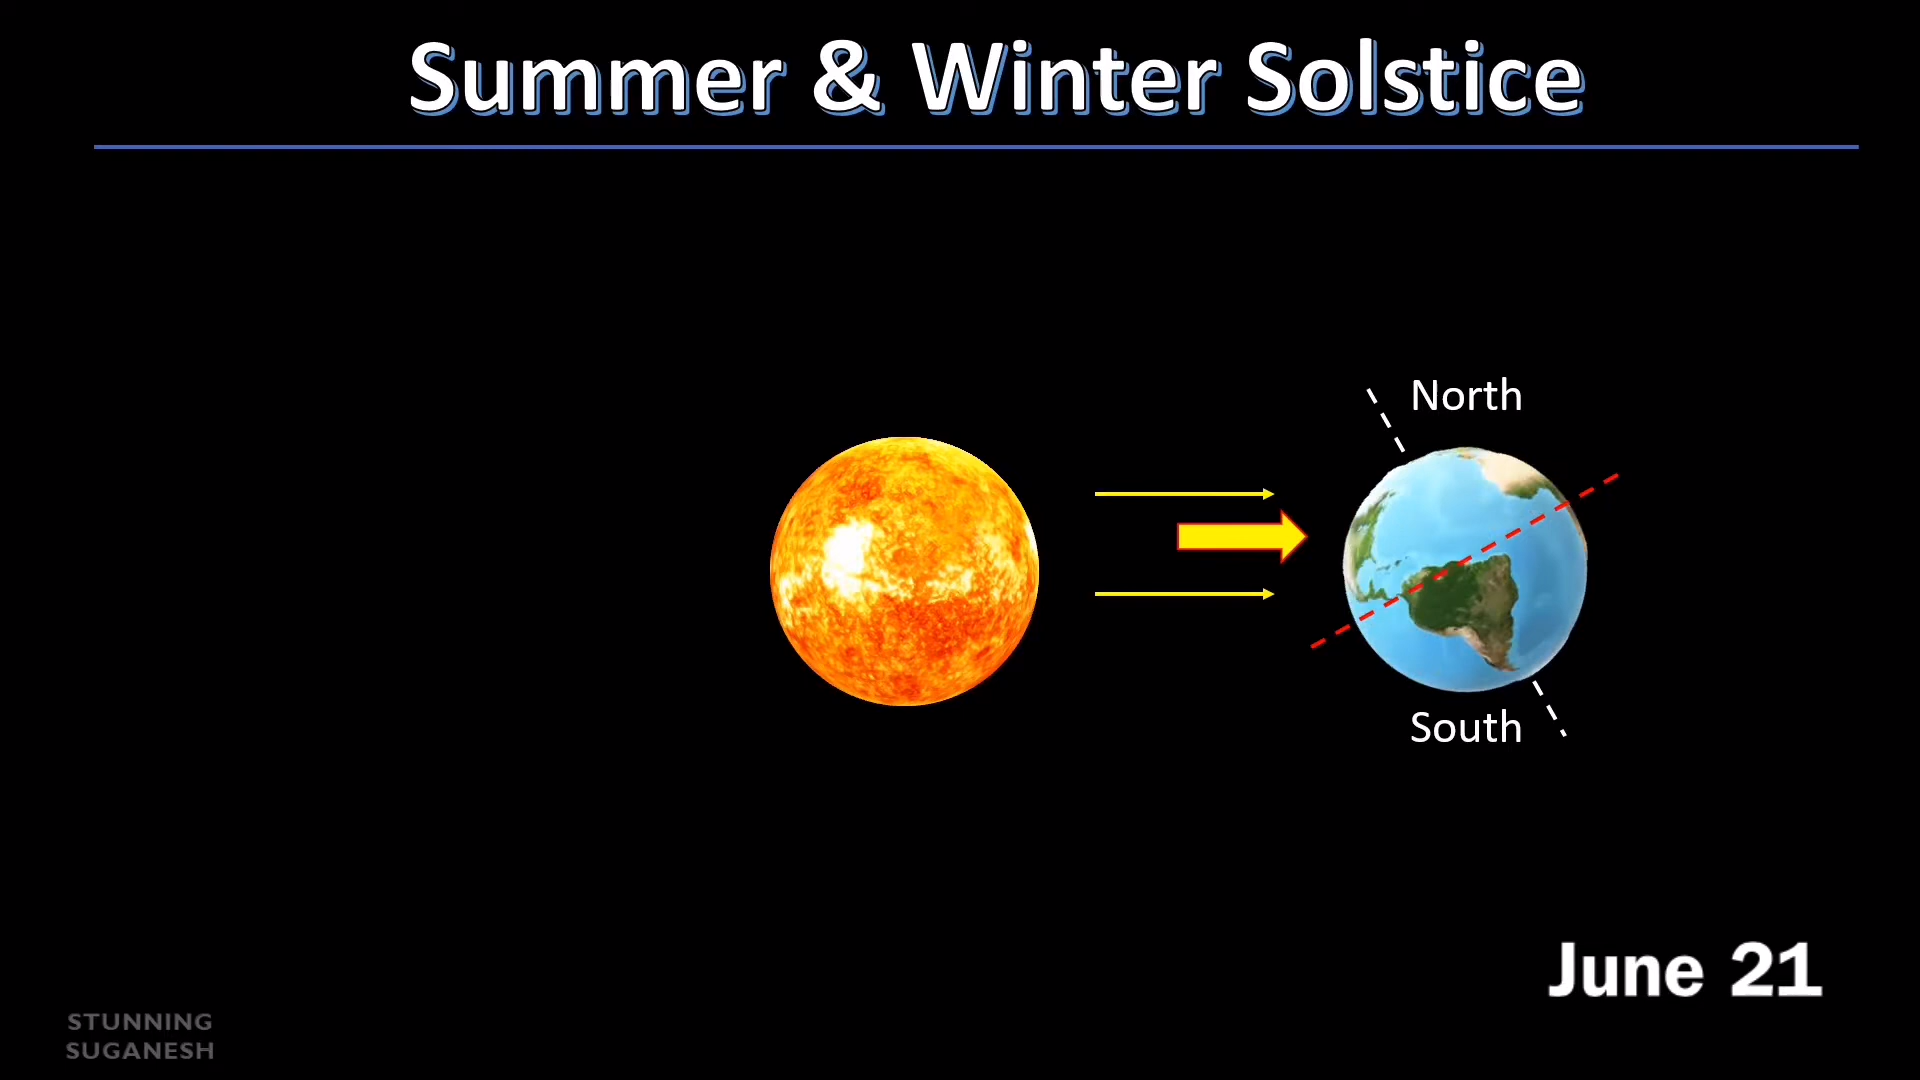 Summer & Winter Solstice
North
South
June 21
STUNNING
SUGANESH